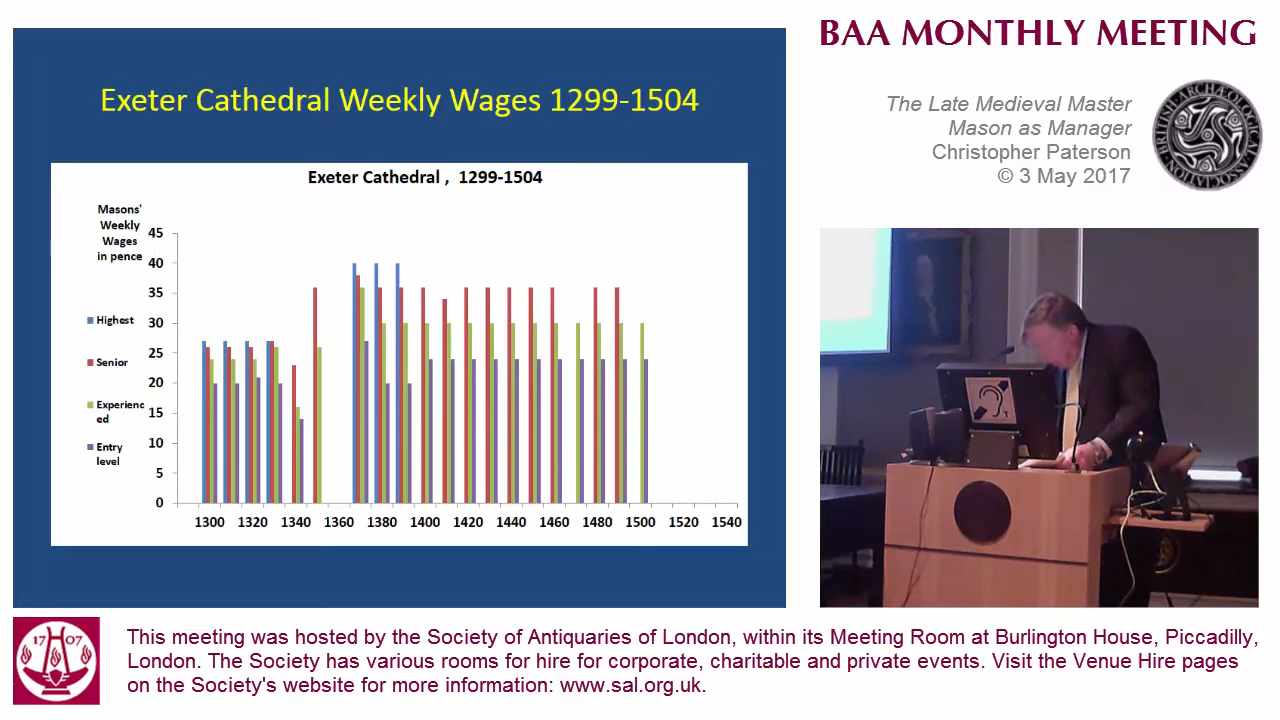 BAA MONTHLY MEETING
Exeter Cathedral Weekly Wages 1299-1504
The Late Medieval Master
Mason as Manager
Christopher Paterson
© 3 May 2017
BRITISH ARCHÆOLOGICAL ASSOCIATION
Exeter Cathedral , 1299-1504
Masons'
Weekly
Wages
in pence
45
40
35
30
25
20
15
10
5
0
Highest
Senior
Experienc
ed
Entry
level
1300 1320 1340 1360 1380 1400 1420 1440 1460 1480 1500 1520 1540
T
17 07
This meeting was hosted by the Society of Antiquaries of London, within its Meeting Room at Burlington House, Piccadilly,
London. The Society has various rooms for hire for corporate, charitable and private events. Visit the Venue Hire pages
on the Society's website for more information: www.sal.org.uk.